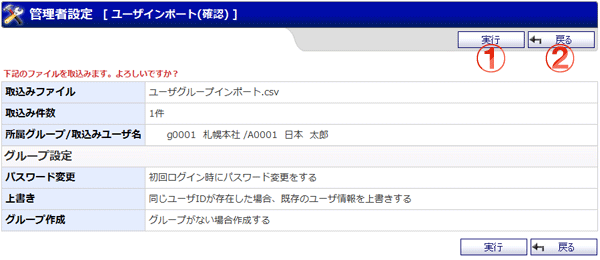 管理者設定 [ ユーザインポート(確認) ]
実行 戻る
① ②
下記のファイルを取込みます。よろしいですか？
取込みファイル ユーザグループインポート.csv
取込み件数 1件
所属グループ/取込みユーザ名 g0001 札幌本社 /A0001 日本 太郎
グループ設定
パスワード変更 初回ログイン時にパスワード変更をする
上書き 同じユーザIDが存在した場合、既存のユーザ情報を上書きする
グループ作成 グループがない場合作成する
実行 戻る